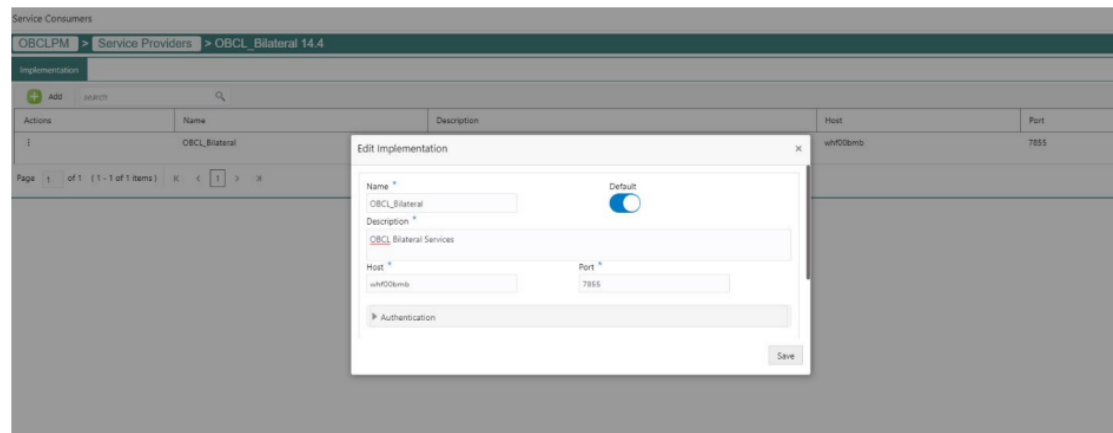 Service Consumers
OBCLPM > Service Providers > OBCL_Bilateral 14.4
Implementation
Add search
Actions Name Description Host Port
OBCL_Bilateral whf00bmb 7855
Edit Implementation ×
Page 1 of 1 (1 - 1 of 1 items) K < 1 > X
Name * Default
OBCL_Bilateral
Description *
OBCL Bilateral Services
Host * Port *
whf00bmb 7855
Authentication
Save